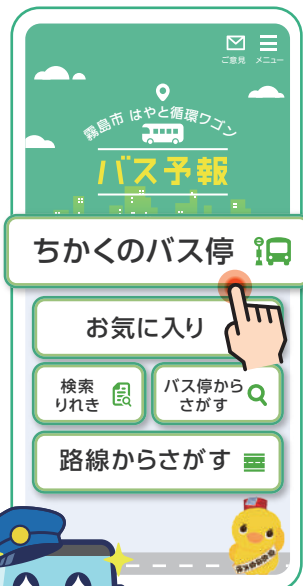 ご意見 メニュー
霧島市 はやと循環ワゴン
バス予報
ちかくのバス停
お気に入り
検索
りれき
バス停から
さがす
路線からさがす